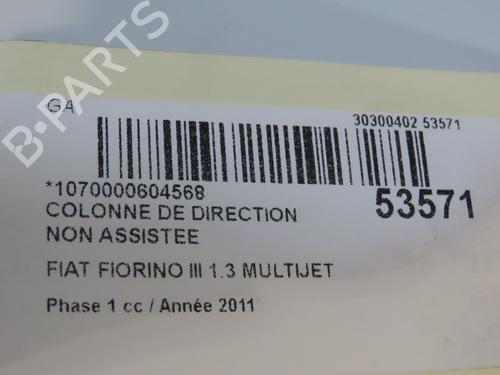 B-PARTS
GA
30300402 53571
*1070000604568
53571
COLONNE DE DIRECTION
NON ASSISTEE
FIAT FIORINO III 1.3 MULTIJET
Phase 1 cc / Année 2011